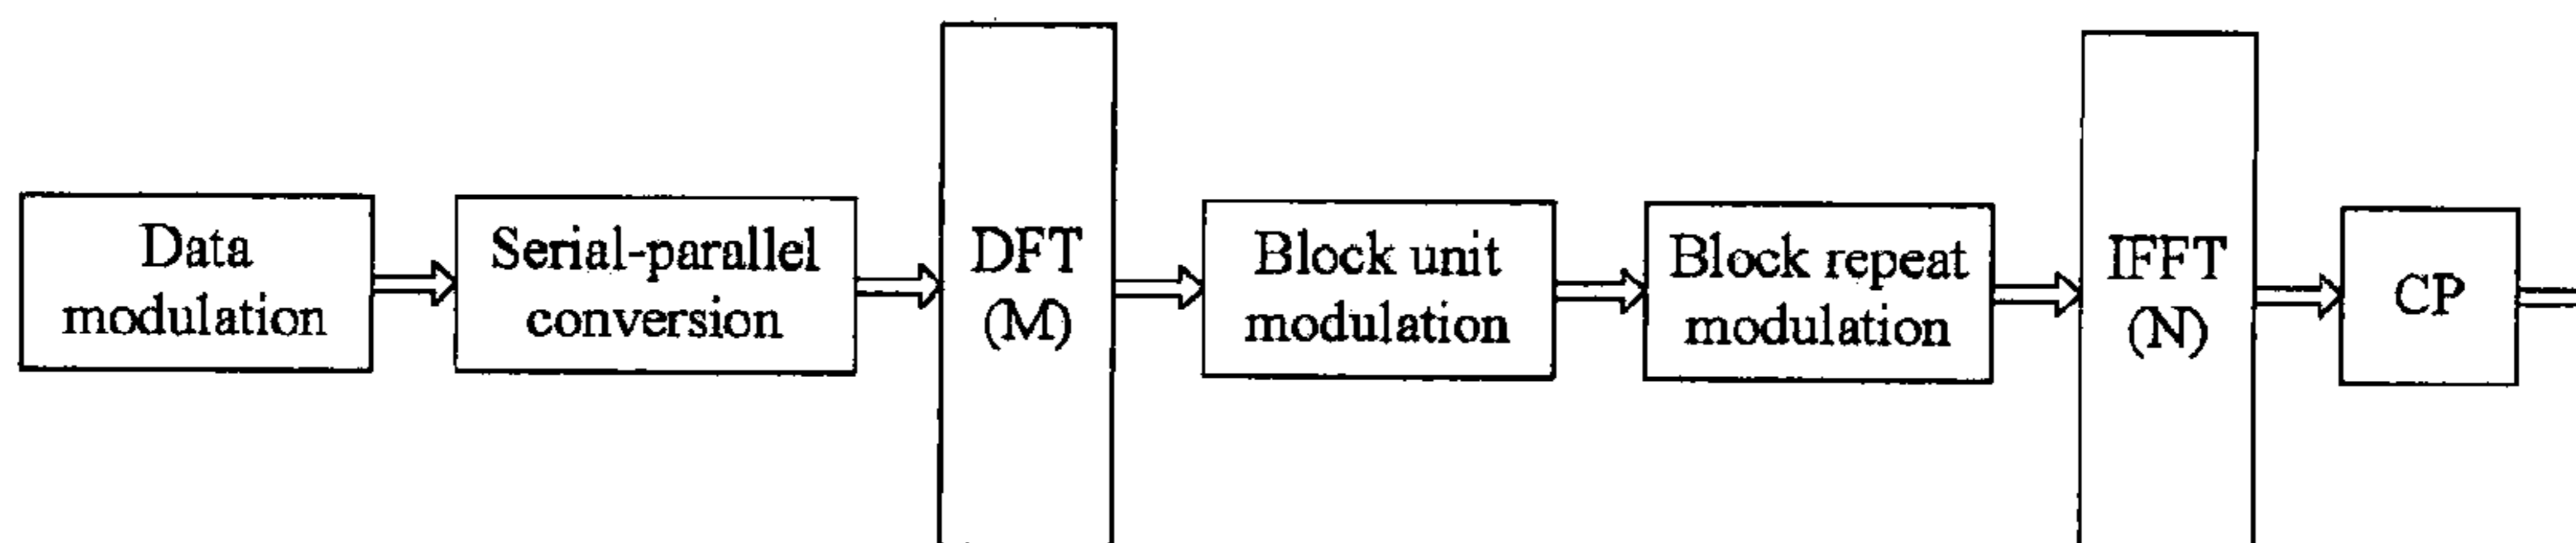 Data
modulation
Serial-parallel
conversion
DFT
(M)
Block unit
modulation
Block repeat
modulation
IFFT
(N)
CP